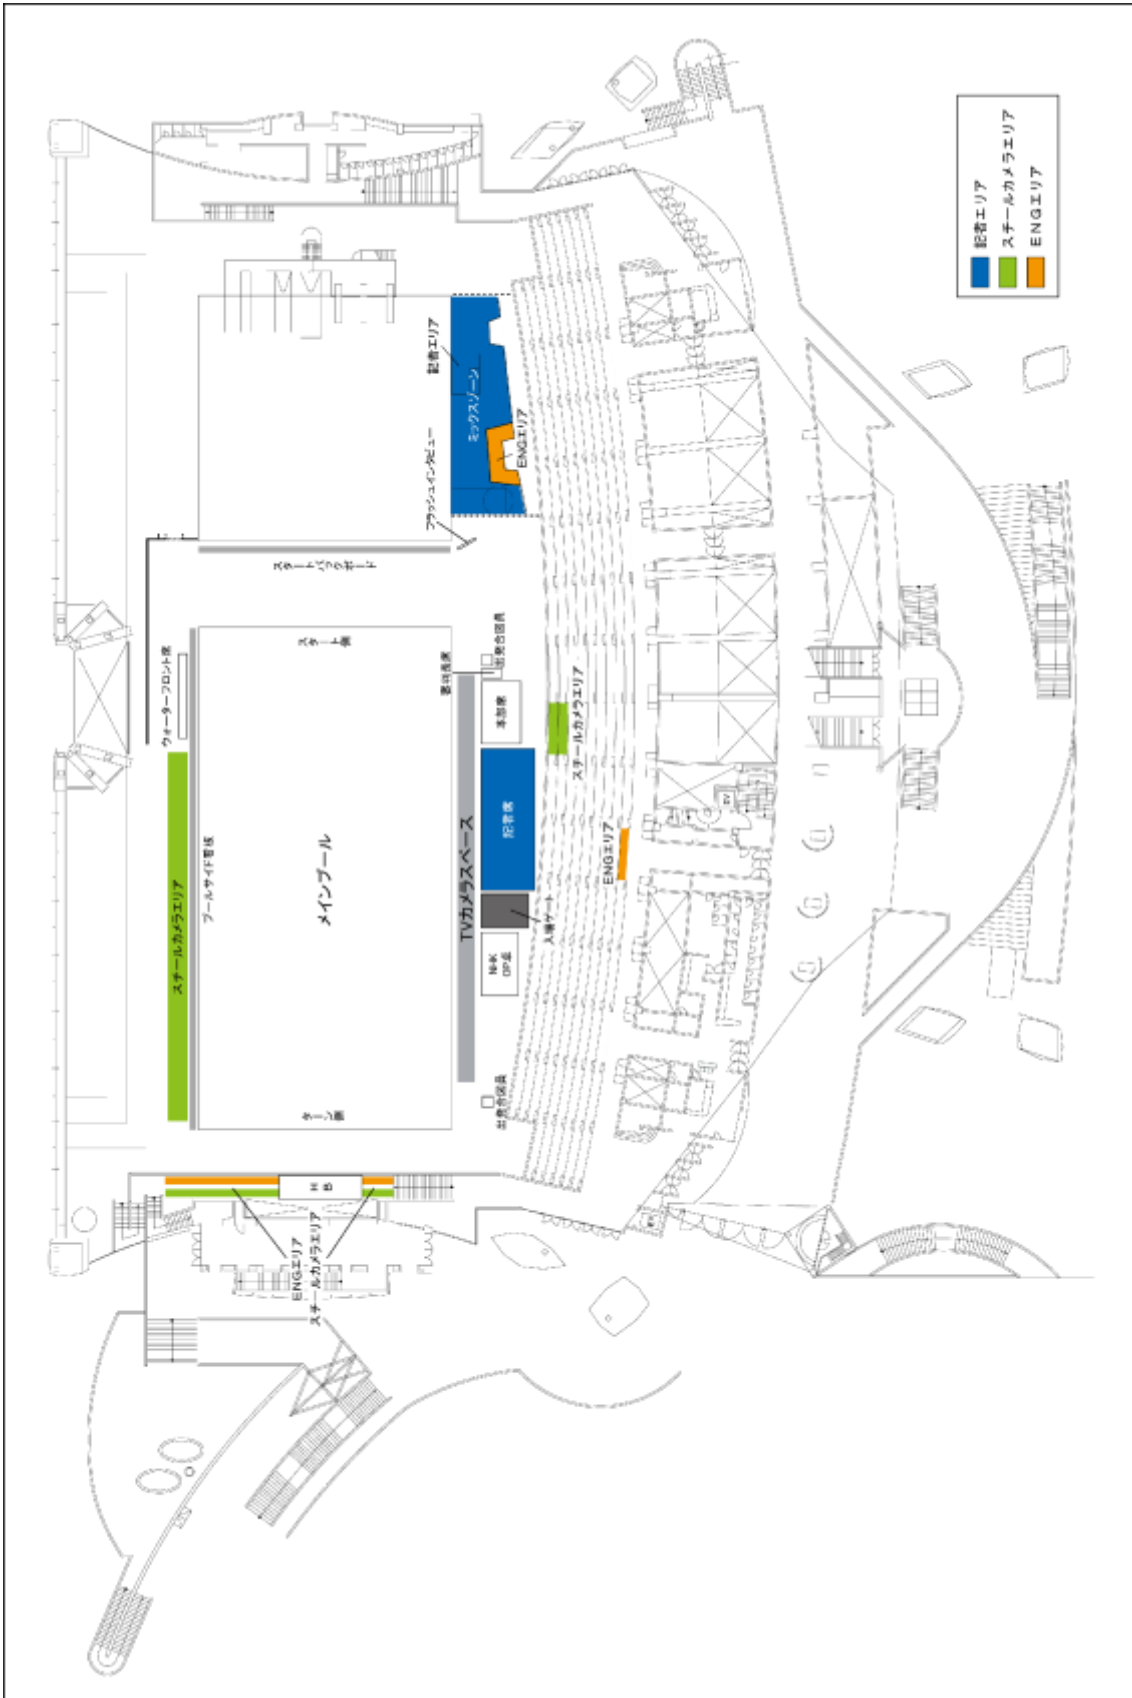 記者エリア
スチールカメラエリア
ENGエリア
記者エリア
ミックスゾーン
ENGエリア
フラッシュインタビュー
スタートバックボード
ウォーターフロント席
スタート側
審判長席
出発合図員
本部席
スチールカメラエリア
スチールカメラエリア
プールサイド看板
メインプール
TVカメラスペース
記者席
ENGエリア
入場ゲート
NHK
OP卓
ターン側
出発合図員
H
B
ENGエリア
スチールカメラエリア
EV